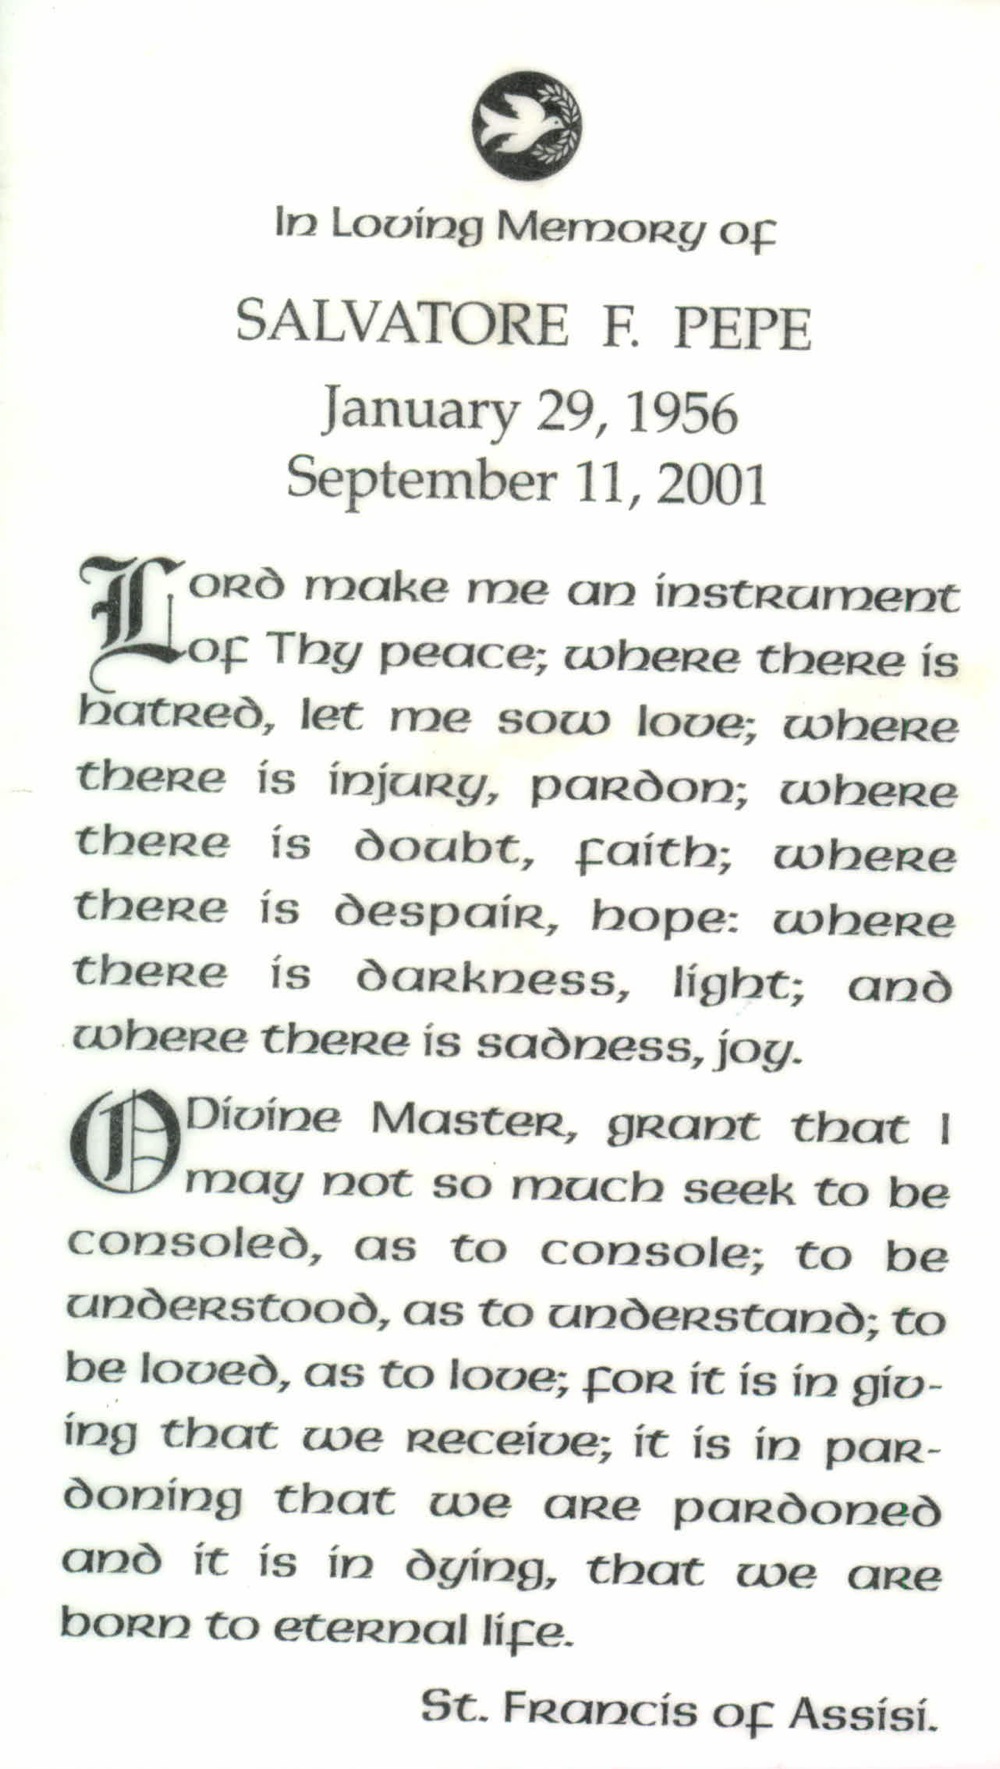 In Loving Memory of
SALVATORE F. PEPE
January 29, 1956
September 11, 2001
Lord make me an instrument
of Thy peace; where there is
hatred, let me sow love; where
there is injury, pardon; where
there is doubt, faith; where
there is despair, hope: where
there is darkness, light; and
where there is sadness, joy.
O Divine Master, grant that I
may not so much seek to be
consoled, as to console; to be
understood, as to understand; to
be loved, as to love; for it is in giv-
ing that we receive; it is in par-
doning that we are pardoned
and it is in dying, that we are
born to eternal life.
St. Francis of Assisi.